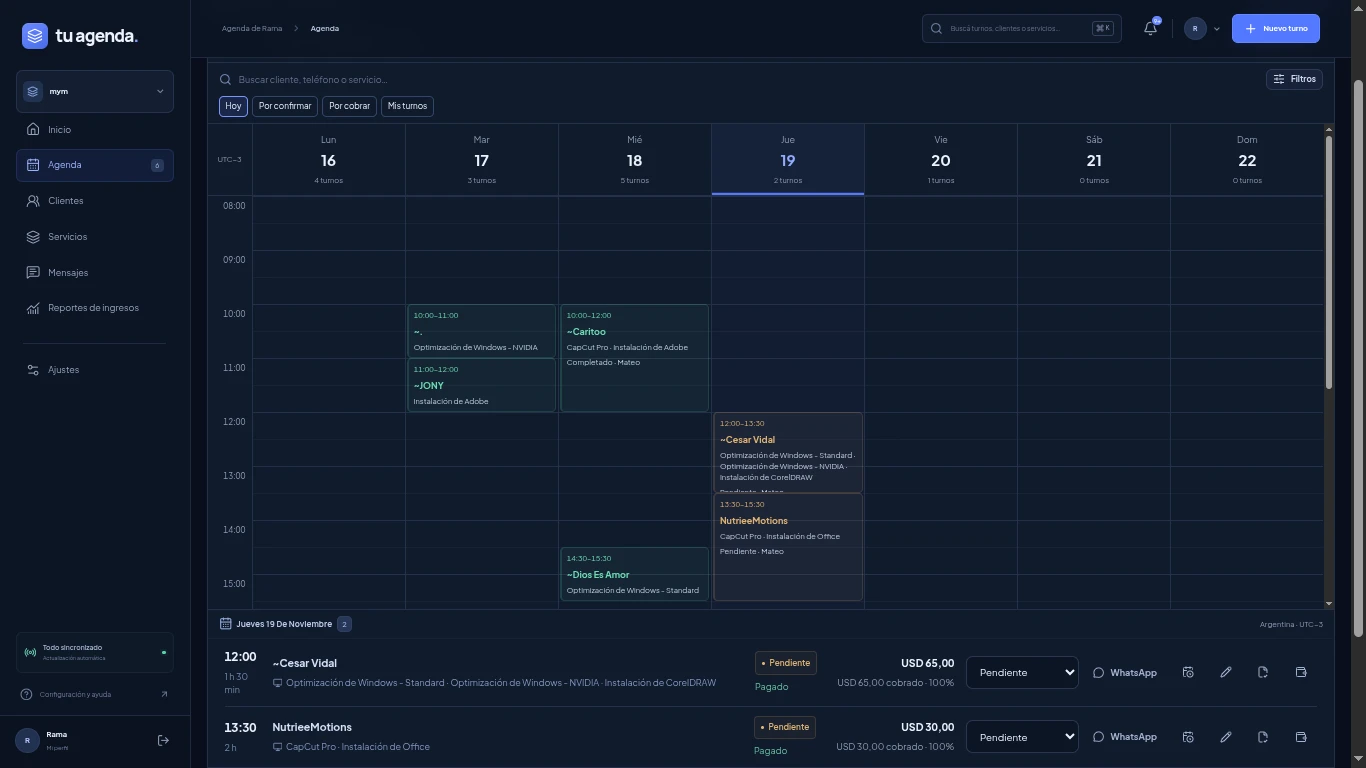 tu agenda.
Agenda de Rama > Agenda
Buscá turnos, clientes o servicios...
⌘K
9+
R
Nuevo turno
mym
Inicio
Agenda
6
Clientes
Servicios
Mensajes
Reportes de ingresos
Ajustes
Todo sincronizado
Actualización automática
Configuración y ayuda
R
Rama
Mi perfil
Buscar cliente, teléfono o servicio...
Filtros
Hoy
Por confirmar
Por cobrar
Mis turnos
UTC-3
Lun
16
4 turnos
Mar
17
3 turnos
Mié
18
5 turnos
Jue
19
2 turnos
Vie
20
1 turnos
Sáb
21
0 turnos
Dom
22
0 turnos
08:00
09:00
10:00
11:00
12:00
13:00
14:00
15:00
10:00–11:00
~.
Optimización de Windows - NVIDIA
11:00–12:00
~JONY
Instalación de Adobe
10:00–12:00
~Caritoo
CapCut Pro · Instalación de Adobe
Completado · Mateo
14:30–15:30
~Dios Es Amor
Optimización de Windows - Standard
12:00–13:30
~Cesar Vidal
Optimización de Windows - Standard ·
Optimización de Windows - NVIDIA ·
Instalación de CorelDRAW
Pendiente · Mateo
13:30–15:30
NutrieeMotions
CapCut Pro · Instalación de Office
Pendiente · Mateo
Jueves 19 De Noviembre 2
Argentina · UTC-3
12:00
1 h 30
min
~Cesar Vidal
Optimización de Windows - Standard · Optimización de Windows - NVIDIA · Instalación de CorelDRAW
Pendiente
Pagado
USD 65,00
USD 65,00 cobrado · 100%
Pendiente
WhatsApp
13:30
2 h
NutrieeMotions
CapCut Pro · Instalación de Office
Pendiente
Pagado
USD 30,00
USD 30,00 cobrado · 100%
Pendiente
WhatsApp